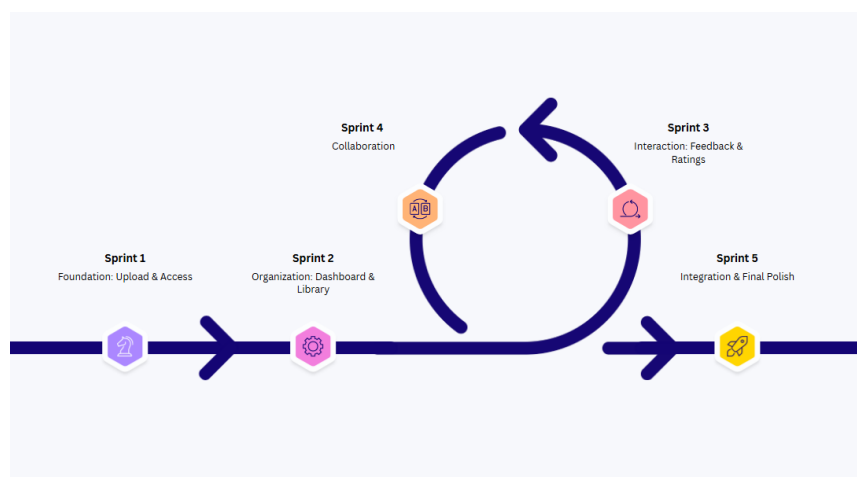 Sprint 1
Foundation: Upload & Access
Sprint 2
Organization: Dashboard &
Library
Sprint 3
Interaction: Feedback &
Ratings
Sprint 4
Collaboration
Sprint 5
Integration & Final Polish
A B